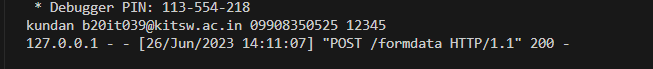 * Debugger PIN: 113-554-218
kundan b20it039@kitsw.ac.in 09908350525 12345
127.0.0.1 - - [26/Jun/2023 14:11:07] "POST /formdata HTTP/1.1" 200 -